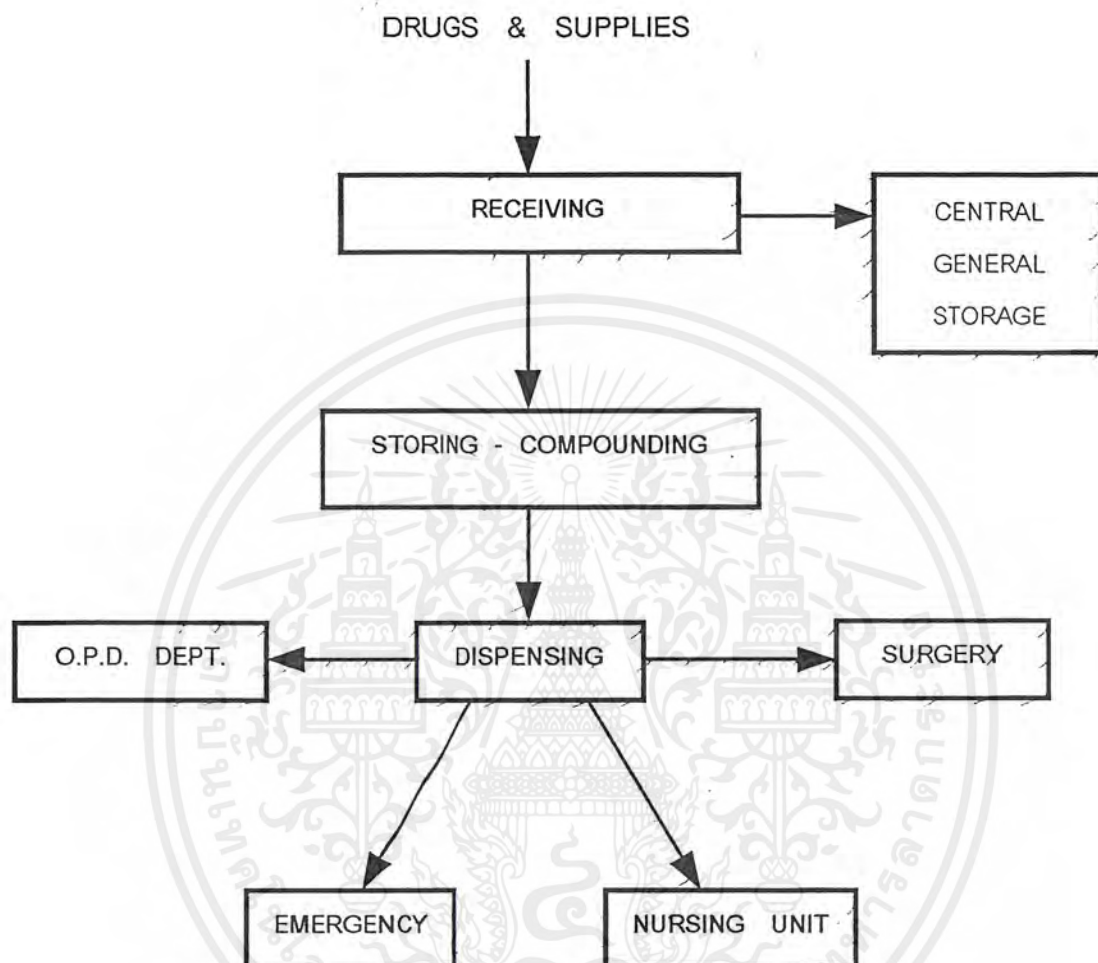 DRUGS & SUPPLIES
RECEIVING
CENTRAL
GENERAL
STORAGE
STORING - COMPOUNDING
O.P.D. DEPT.
DISPENSING
SURGERY
EMERGENCY
NURSING UNIT